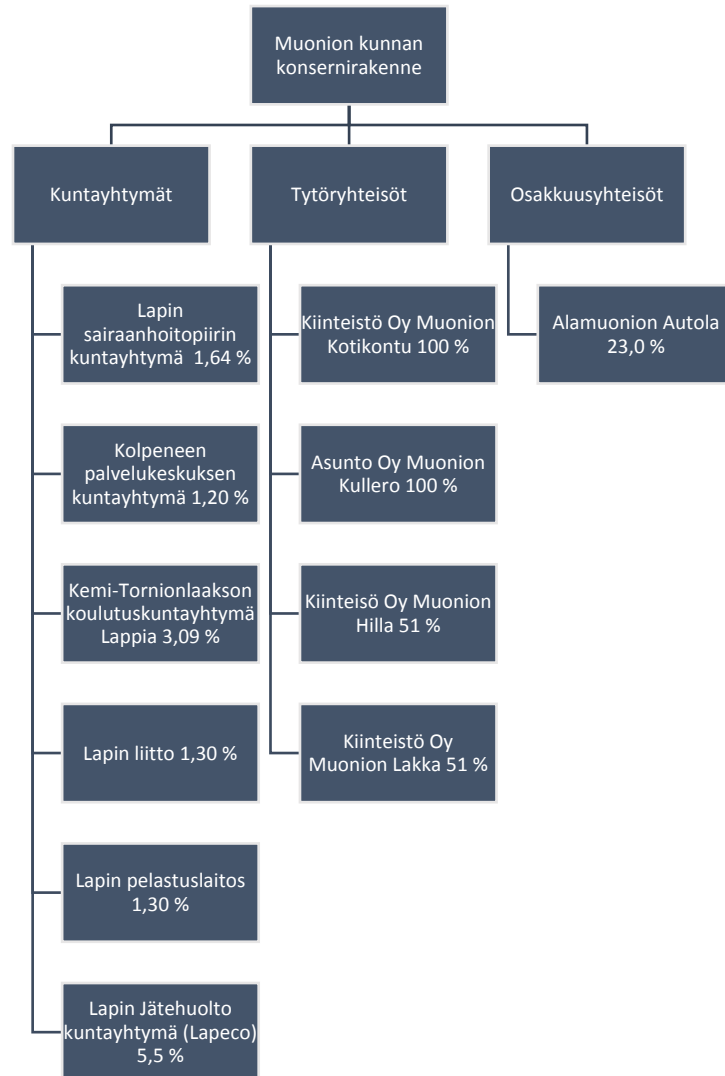 Muonion kunnan
konsernirakenne
Kuntayhtymät
Lapin
sairaanhoitopiirin
kuntayhtymä 1,64 %
Kolpeneen
palvelukeskuksen
kuntayhtymä 1,20 %
Kemi-Tornionlaakson
koulutuskuntayhtymä
Lappia 3,09 %
Lapin liitto 1,30 %
Lapin pelastuslaitos
1,30 %
Lapin Jätehuolto
kuntayhtymä (Lapeco)
5,5 %
Tytöryhteisöt
Kiinteistö Oy Muonion
Kotikontu 100 %
Asunto Oy Muonion
Kullero 100 %
Kiinteisö Oy Muonion
Hilla 51 %
Kiinteistö Oy
Muonion Lakka 51 %
Osakkuusyhteisöt
Alamuonion Autola
23,0 %